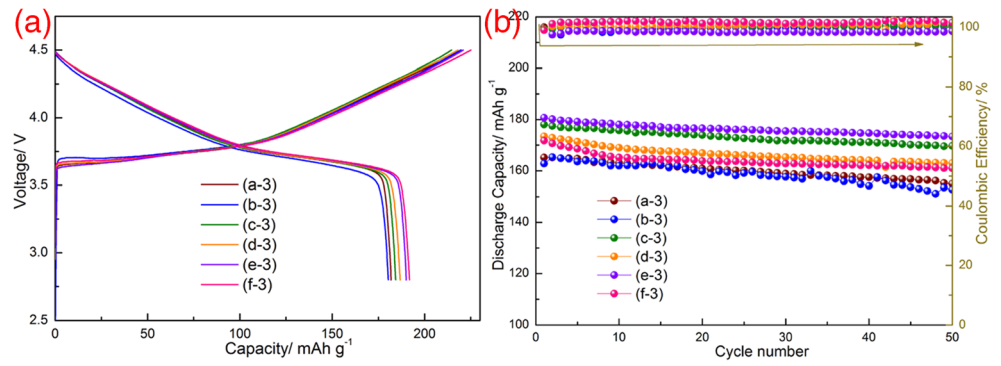 (a)
4.5
4.0
3.5
3.0
2.5
Voltage/ V
(a-3)
(b-3)
(c-3)
(d-3)
(e-3)
(f-3)
0 50 100 150 200
Capacity/ mAh g-1
(b)
220
200
180
160
140
120
100
Discharge Capacity/ mAh g-1
(a-3)
(b-3)
(c-3)
(d-3)
(e-3)
(f-3)
0 10 20 30 40 50
Cycle number
100
80
60
40
20
0
Coulombic Efficiency/ %